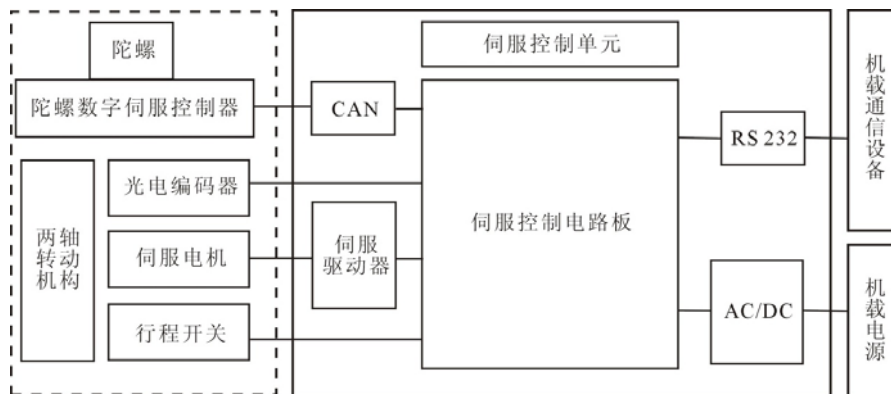 陀螺
陀螺数字伺服控制器
两轴
转动
机构
光电编码器
伺服电机
行程开关
伺服控制单元
CAN
伺服
驱动器
伺服控制电路板
RS 232
AC/DC
机载通信设备
机载电源